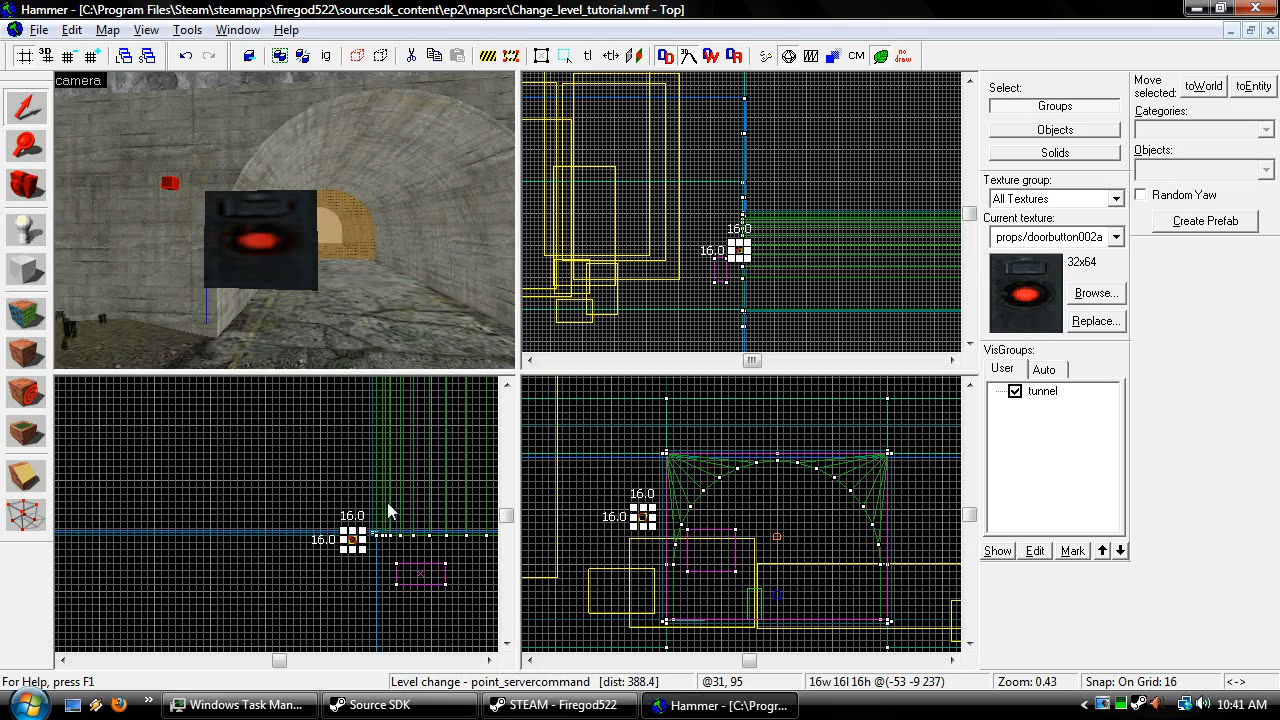 Hammer - [C:\Program Files\Steam\steamapps\firegod522\sourcesdk_content\ep2\mapsrc\Change_level_tutorial.vmf - Top]
File Edit Map View Tools Window Help
camera
16.0
16.0
16.0
16.0
16.0
16.0
Select:
Groups
Objects
Solids
Texture group:
All Textures
Current texture:
props/doorbutton002a
32x64
Browse...
Replace...
VisGroups:
User Auto
tunnel
Show Edit Mark
Move selected:
toWorld toEntity
Categories:
Objects:
Random Yaw
Create Prefab
For Help, press F1 Level change - point_servercommand [dist: 388.4] @31, 95 16w 16l 16h @(-53 -9 237) Zoom: 0.43 Snap: On Grid: 16 <->
Windows Task Man... Source SDK STEAM - Firegod522 Hammer - [C:\Progr... 10:41 AM